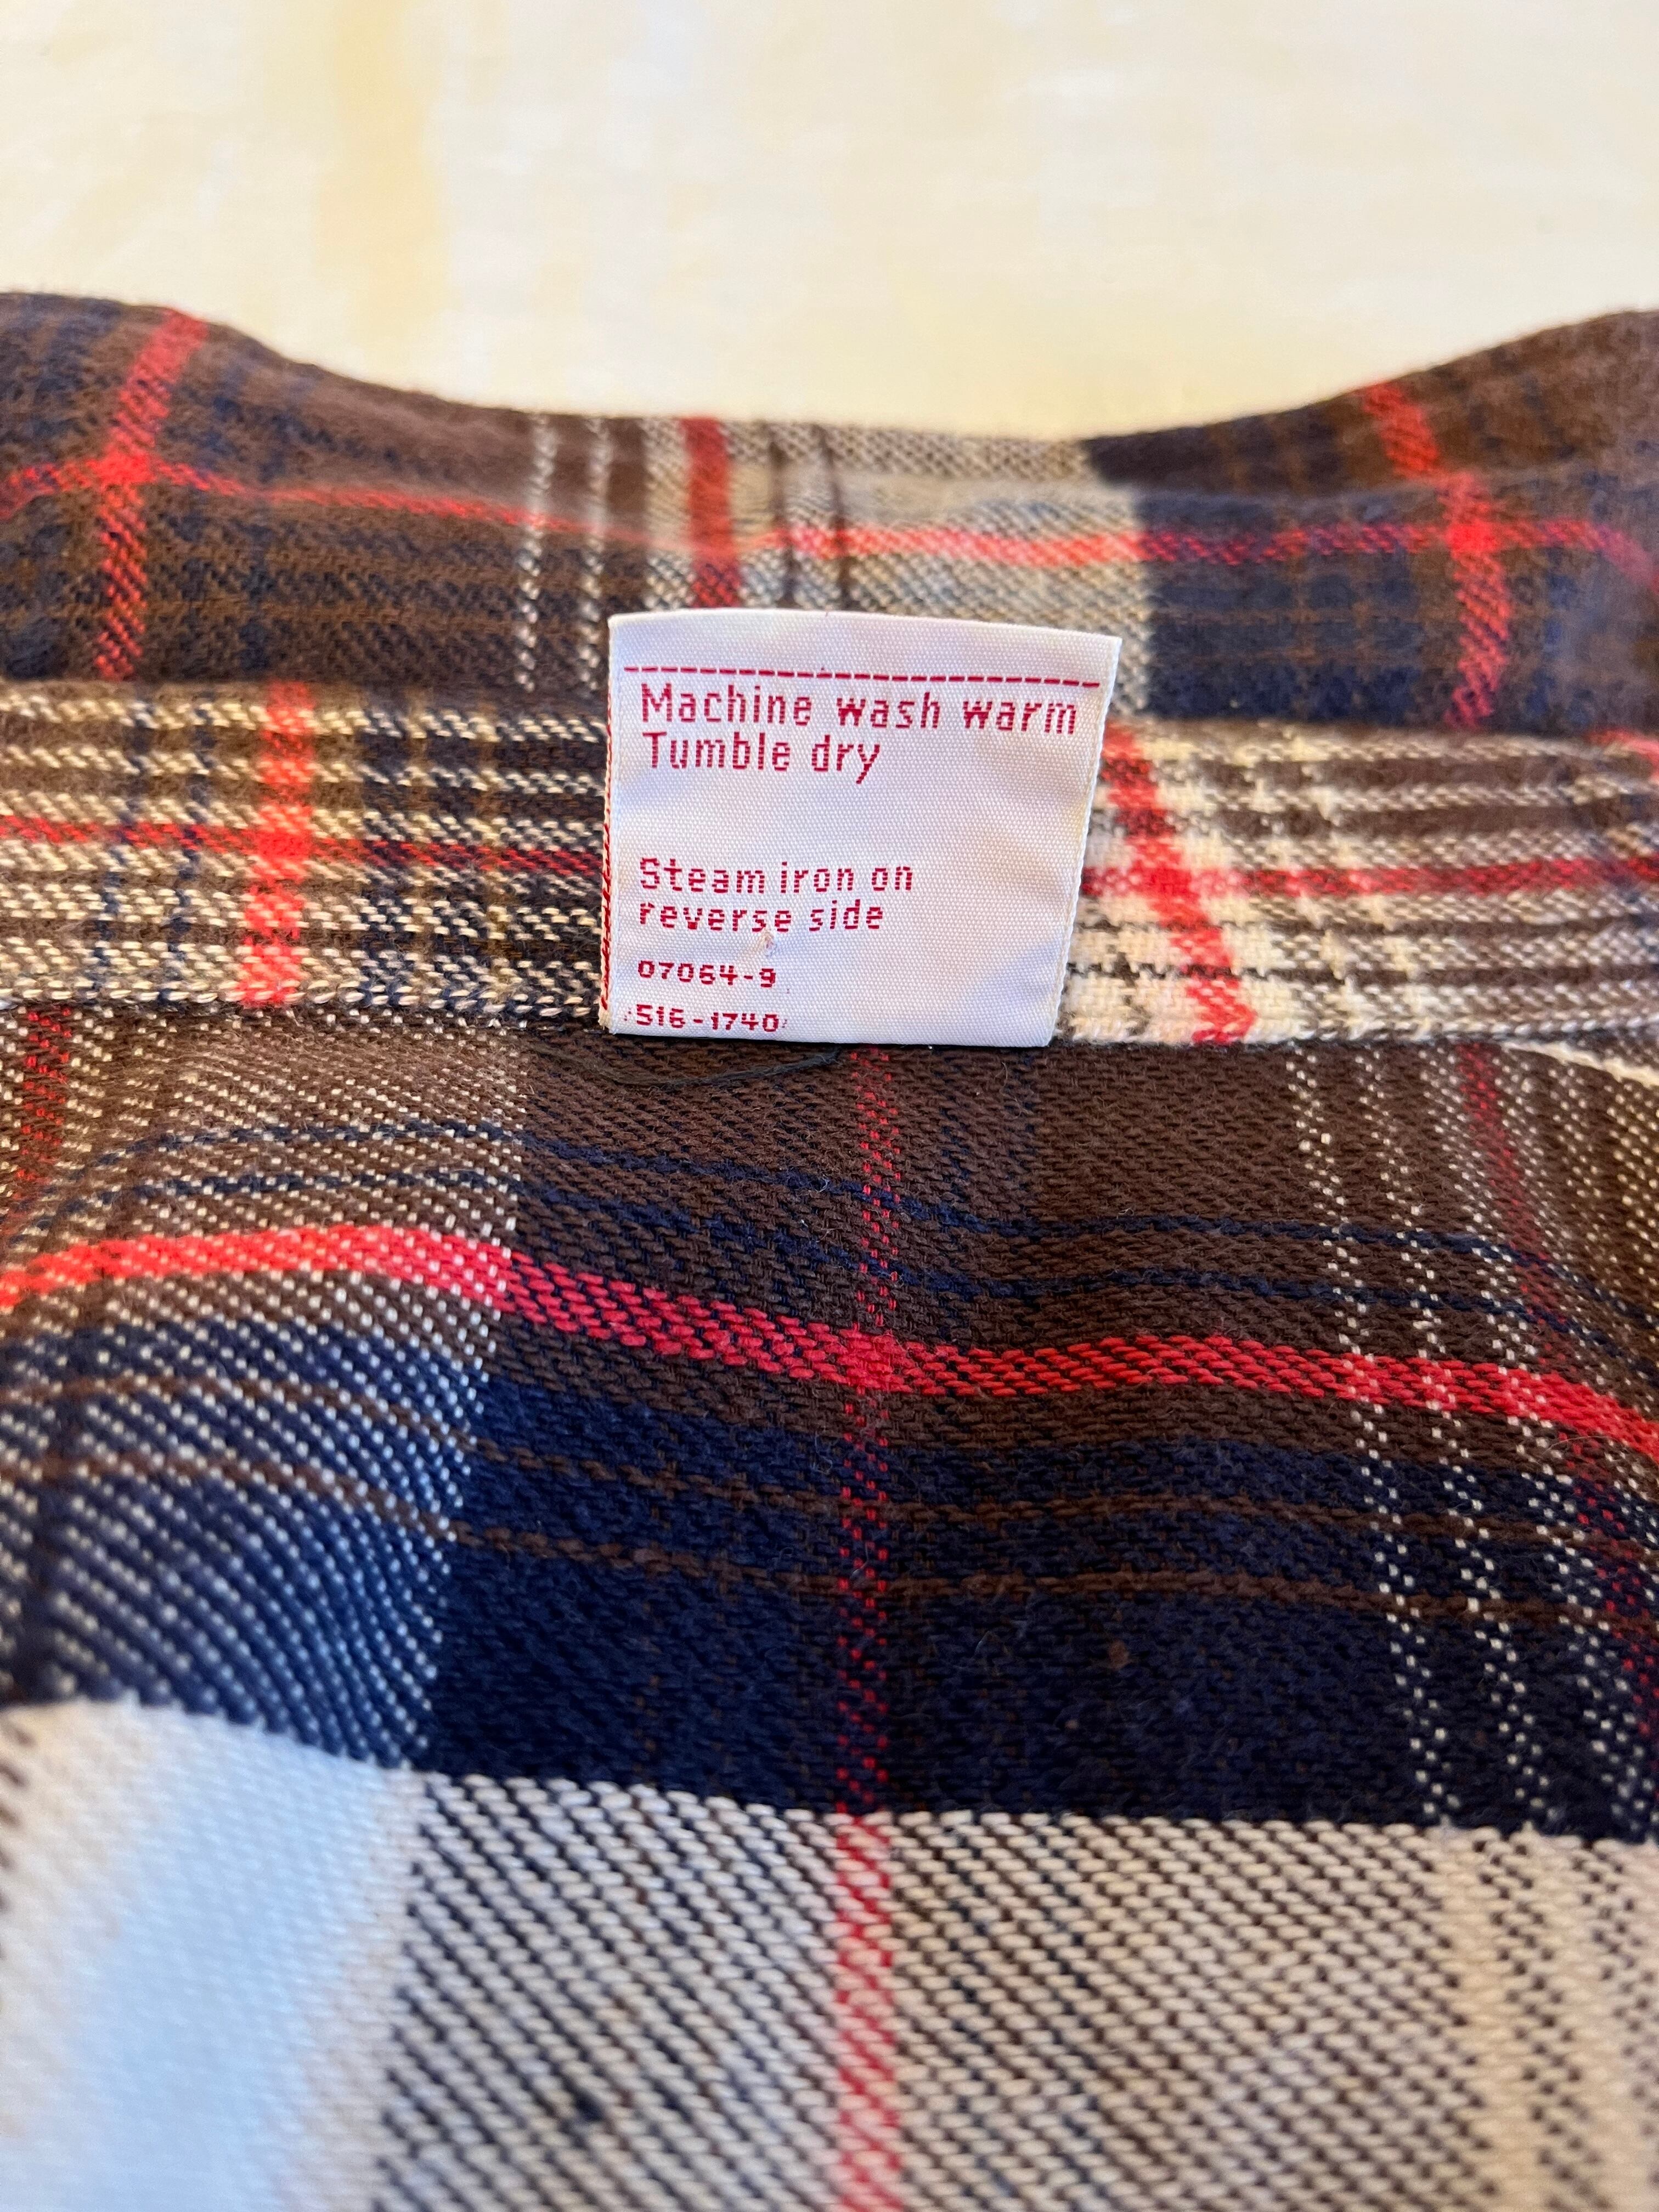 Machine wash warm
Tumble dry
Steam iron on
reverse side
07064-9
516-1740